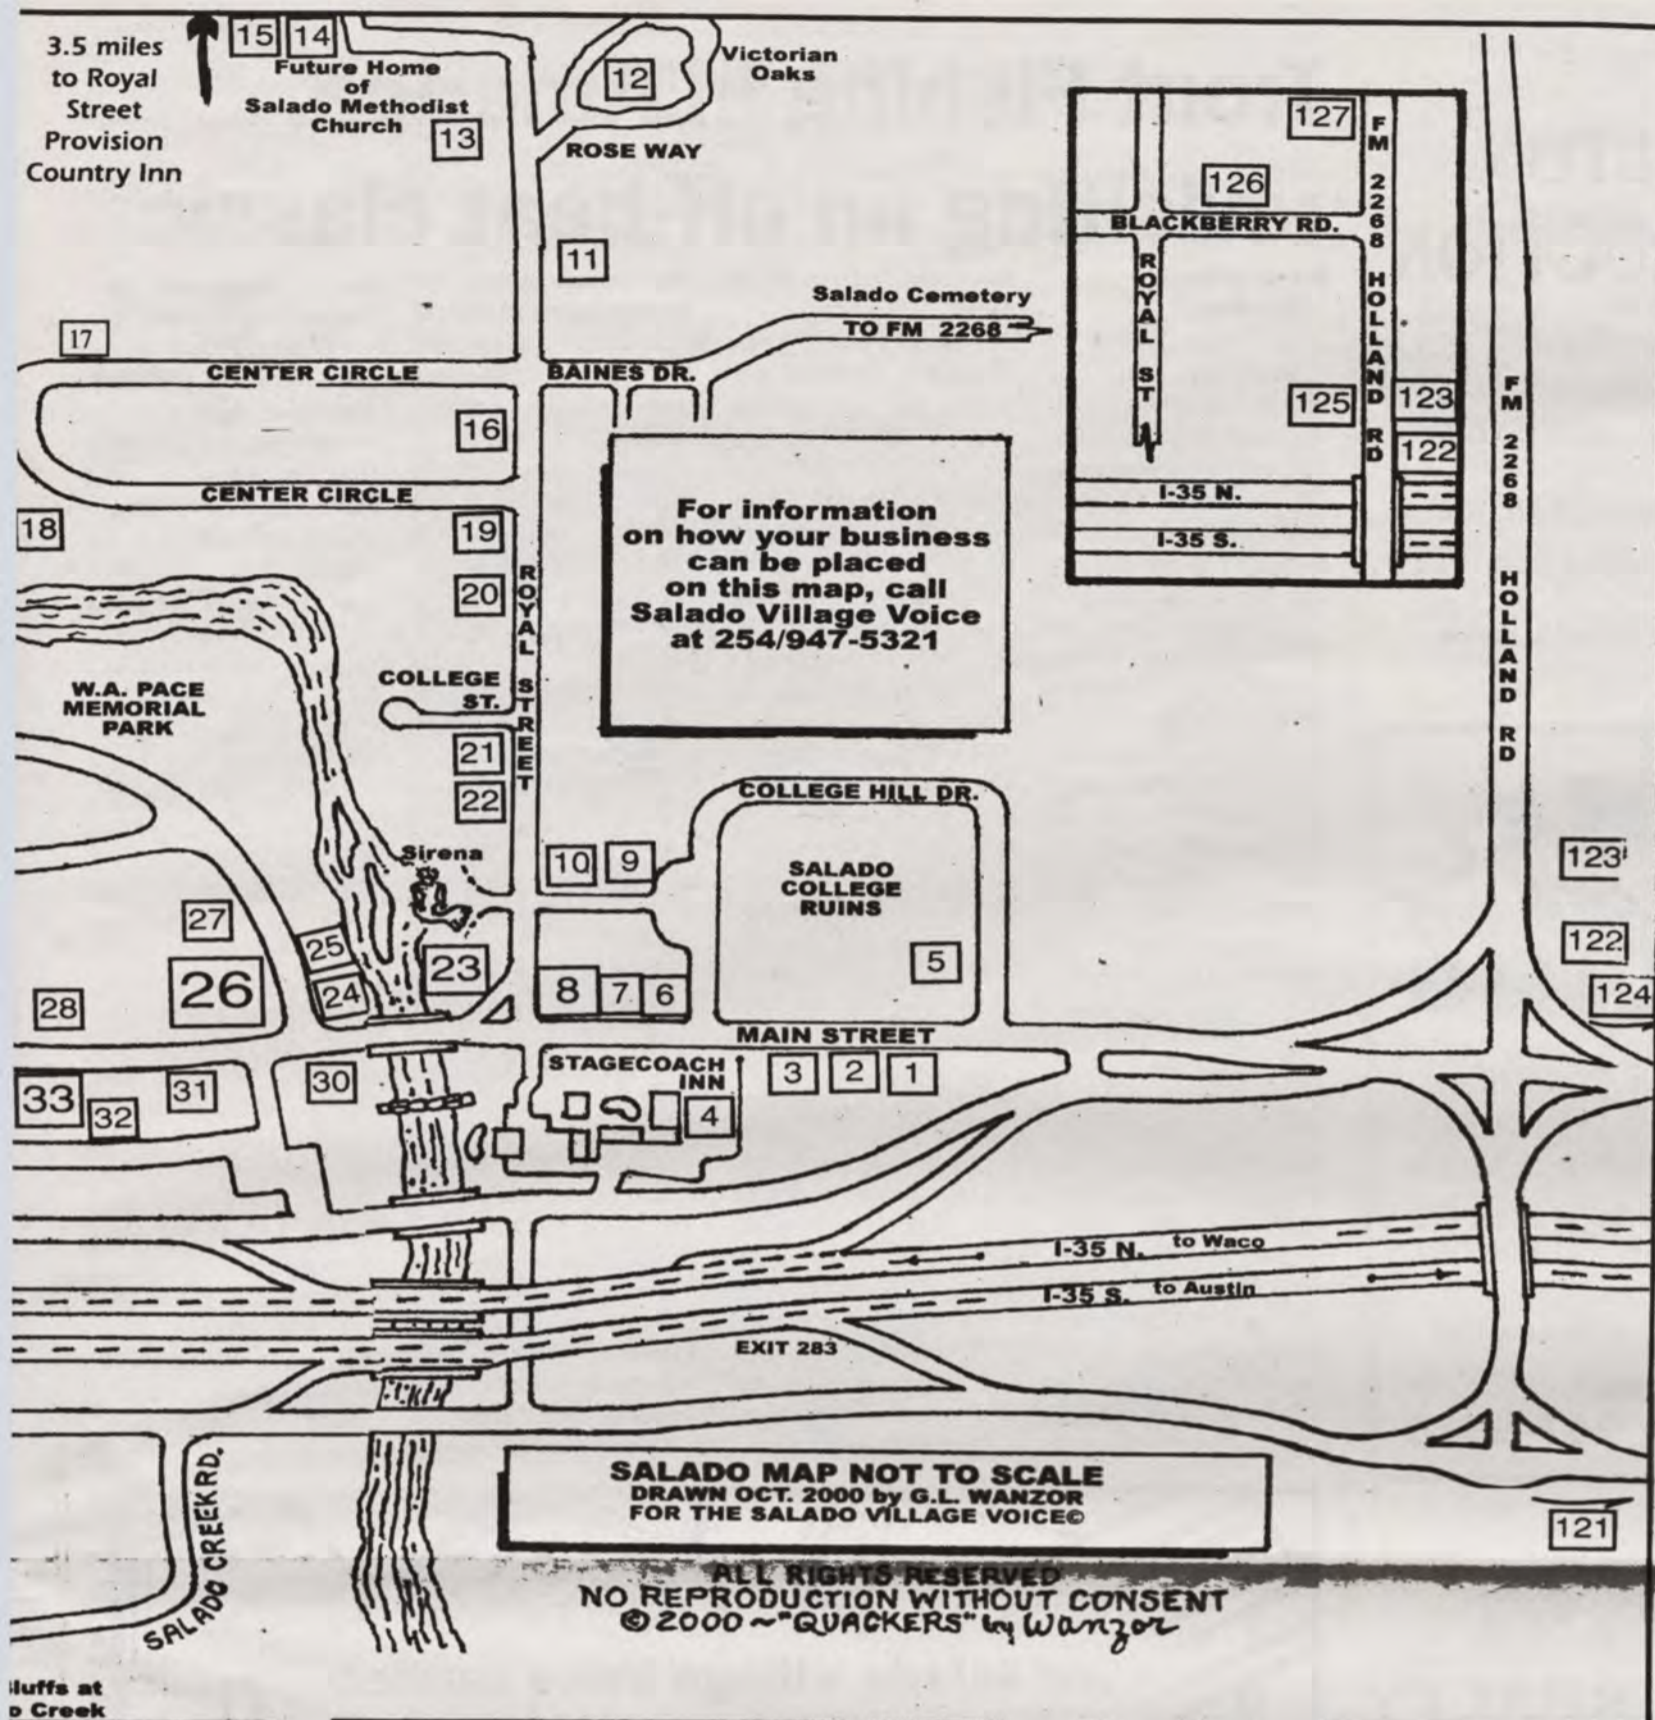 3.5 miles
to Royal
Street
Provision
Country Inn
15
14
Future Home
of
Salado Methodist
Church
13
12
Victorian
Oaks
ROSE WAY
11
127
126
BLACKBERRY RD.
ROYAL ST
FM 2268 HOLLAND RD
125
123
122
I-35 N.
I-35 S.
Salado Cemetery
TO FM 2268
17
CENTER CIRCLE
BAINES DR.
16
CENTER CIRCLE
18
19
20
ROYAL STREET
For information
on how your business
can be placed
on this map, call
Salado Village Voice
at 254/947-5321
FM 2268 HOLLAND RD
W.A. PACE
MEMORIAL
PARK
COLLEGE
ST.
21
22
COLLEGE HILL DR.
Sirena
10
9
SALADO
COLLEGE
RUINS
123
27
25
23
5
122
26
24
8
7
6
124
28
MAIN STREET
STAGECOACH
INN
3
2
1
33
32
31
30
4
I-35 N.
to Waco
I-35 S.
to Austin
EXIT 283
SALADO CREEK RD.
SALADO MAP NOT TO SCALE
DRAWN OCT. 2000 by G.L. WANZOR
FOR THE SALADO VILLAGE VOICE©
121
ALL RIGHTS RESERVED
NO REPRODUCTION WITHOUT CONSENT
©2000~"QUACKERS" by Wanzor
luffs at
o Creek